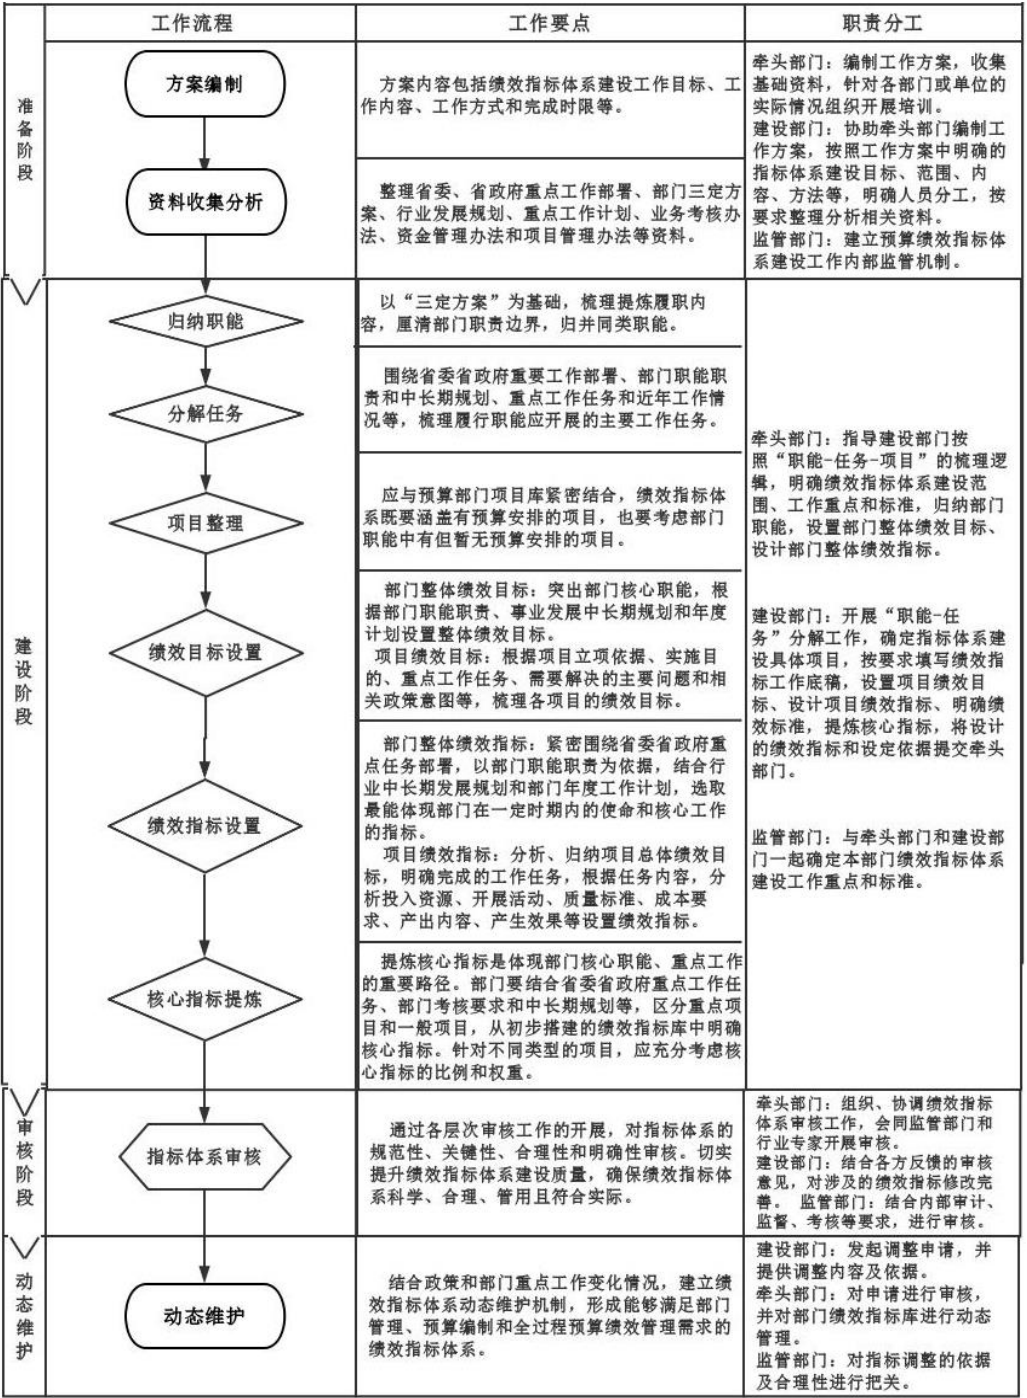 工作流程
工作要点
职责分工
准备阶段
方案编制
资料收集分析
方案内容包括绩效指标体系建设工作目标、工
作内容、工作方式和完成时限等。
整理省委、省政府重点工作部署、部门三定方
案、行业发展规划、重点工作计划、业务考核办
法、资金管理办法和项目管理办法等资料。
牵头部门：编制工作方案，收集
基础资料，针对各部门或单位的
实际情况组织开展培训。
建设部门：协助牵头部门编制工
作方案，按照工作方案中明确的
指标体系建设目标、范围、内
容、方法等，明确人员分工，按
要求整理分析相关资料。
监管部门：建立预算绩效指标体
系建设工作内部监管机制。
建设阶段
归纳职能
分解任务
项目整理
绩效目标设置
绩效指标设置
核心指标提炼
以“三定方案”为基础，梳理提炼履职内
容，厘清部门职责边界，归并同类职能。
围绕省委省政府重要工作部署、部门职能职
责和中长期规划、重点工作任务和近年工作情
况等，梳理履行职能应开展的主要工作任务。
应与预算部门项目库紧密结合，绩效指标体
系既要涵盖有预算安排的项目，也要考虑部门
职能中有但暂无预算安排的项目。
部门整体绩效目标：突出部门核心职能，根
据部门职能职责、事业发展中长期规划和年度
计划设置整体绩效目标。
项目绩效目标：根据项目立项依据、实施目
的、重点工作任务、需要解决的主要问题和相
关政策意图等，梳理各项目的绩效目标。
部门整体绩效指标：紧密围绕省委省政府重
点任务部署，以部门职能职责为依据，结合行
业中长期发展规划和部门年度工作计划，选取
最能体现部门在一定时期内的使命和核心工作
的指标。
项目绩效指标：分析、归纳项目总体绩效目
标，明确完成的工作任务，根据任务内容，分
析投入资源、开展活动、质量标准、成本要
求、产出内容、产生效果等设置绩效指标。
提炼核心指标是体现部门核心职能、重点工作
的重要路径。部门要结合省委省政府重点工作任
务、部门考核要求和中长期规划等，区分重点项
目和一般项目，从初步搭建的绩效指标库中明确
核心指标。针对不同类型的项目，应充分考虑核
心指标的比例和权重。
牵头部门：指导建设部门按
照“职能-任务-项目”的梳理逻
辑，明确绩效指标体系建设范
围、工作重点和标准，归纳部门
职能，设置部门整体绩效目标、
设计部门整体绩效指标。
建设部门：开展“职能-任
务”分解工作，确定指标体系建
设具体项目，按要求填写绩效指
标工作底稿，设置项目绩效目
标、设计项目绩效指标、明确绩
效标准，提炼核心指标，将设计
的绩效指标和设定依据提交牵头
部门。
监管部门：与牵头部门和建设部
门一起确定本部门绩效指标体系
建设工作重点和标准。
审核阶段
指标体系审核
通过各层次审核工作的开展，对指标体系的
规范性、关键性、合理性和明确性审核。切实
提升绩效指标体系建设质量，确保绩效指标体
系科学、合理、管用且符合实际。
牵头部门：组织、协调绩效指标
体系审核工作，会同监管部门和
行业专家开展审核。
建设部门：结合各方反馈的审核
意见，对涉及的绩效指标修改完
善。 监管部门：结合内部审计、
监督、考核等要求，进行审核。
动态维护
动态维护
结合政策和部门重点工作变化情况，建立绩
效指标体系动态维护机制，形成能够满足部门
管理、预算编制和全过程预算绩效管理需求的
绩效指标体系。
建设部门：发起调整申请，并
提供调整内容及依据。
牵头部门：对申请进行审核，
并对部门绩效指标库进行动态
管理。
监管部门：对指标调整的依据
及合理性进行把关。